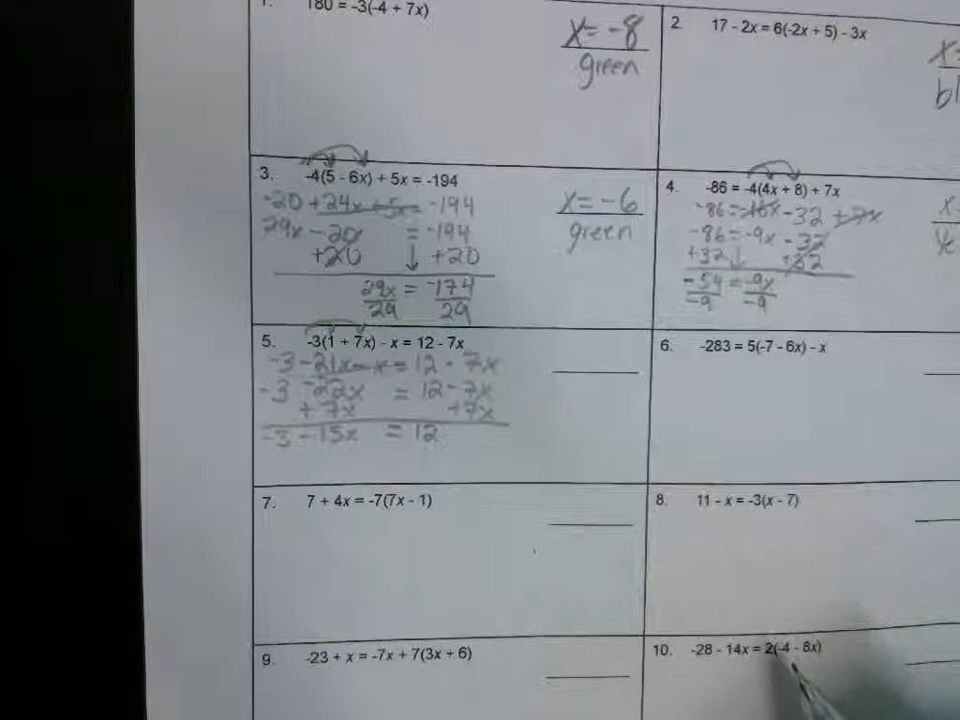 1. 180 = -3(-4 + 7x)
x = -8
green
2. 17 - 2x = 6(-2x + 5) - 3x
x =
bl
3. -4(5 - 6x) + 5x = -194
-20 + 24x + 5x = -194
29x - 20 = -194
+20 ↓ +20
29x = -174
29 29
x = -6
green
4. -86 = -4(4x + 8) + 7x
-86 = -16x - 32 + 7x
-86 = -9x - 32
+32 ↓ +32
-54 = -9x
-9 -9
x
ye
5. -3(1 + 7x) - x = 12 - 7x
-3 - 21x - x = 12 - 7x
-3 -22x = 12 - 7x
+ 7x +7x
-3 - 15x = 12
6. -283 = 5(-7 - 6x) - x
7. 7 + 4x = -7(7x - 1)
8. 11 - x = -3(x - 7)
9. -23 + x = -7x + 7(3x + 6)
10. -28 - 14x = 2(-4 - 8x)